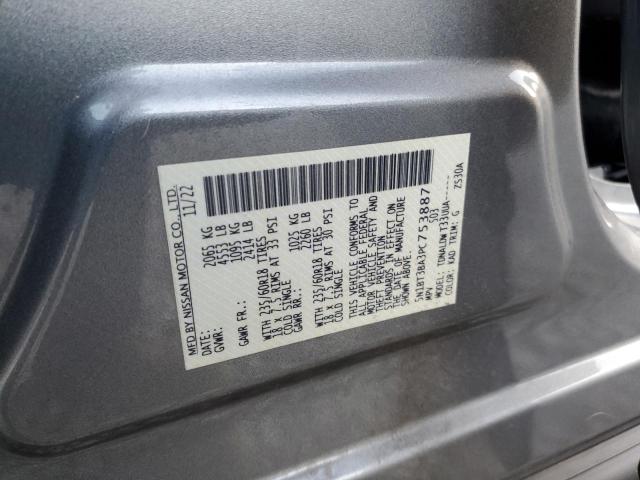 MFD BY NISSAN MOTOR CO., LTD.
DATE: 11/22
GVWR: 2065 KG
4553 LB
GAWR FR.: 1095 KG
2414 LB
WITH 235/60R18 TIRES
18 X 7.5 RIMS AT 33 PSI
COLD SINGLE
GAWR RR.: 1025 KG
2260 LB
WITH 235/60R18 TIRES
18 X 7.5 RIMS AT 30 PSI
COLD SINGLE
THIS VEHICLE CONFORMS TO
ALL APPLICABLE FEDERAL
MOTOR VEHICLE SAFETY AND
THEFT PREVENTION
STANDARDS IN EFFECT ON
THE DATE OF MANUFACTURE
SHOWN ABOVE.
5N1BT3BA3PC753887
MPV 503
MODEL: TDNALDW T33UUA------
COLOR: KAD TRIM: G ZS30A